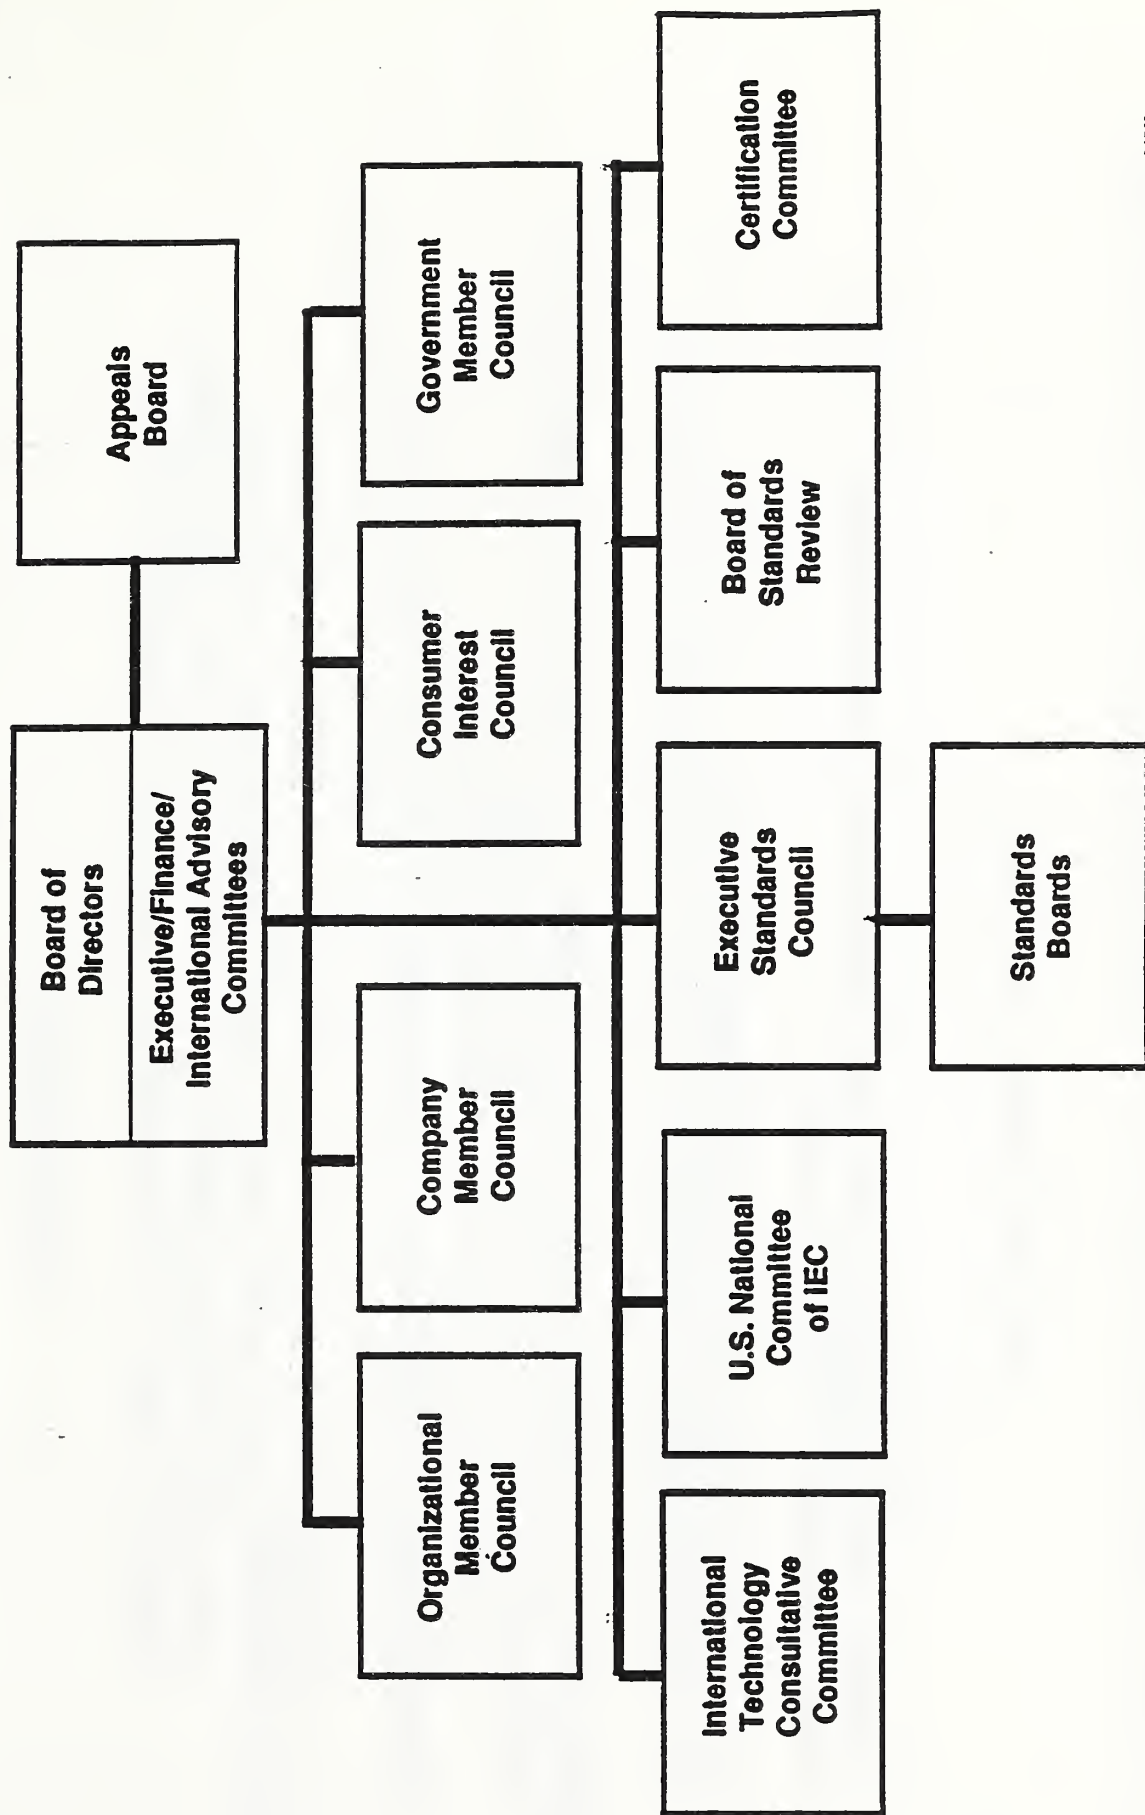 Board of
Directors
Executive/Finance/
International Advisory
Committees
Appeals
Board
Organizational
Member
Council
Company
Member
Council
Consumer
Interest
Council
Government
Member
Council
International
Technology
Consultative
Committee
U.S. National
Committee
of IEC
Executive
Standards
Council
Board of
Standards
Review
Certification
Committee
Standards
Boards